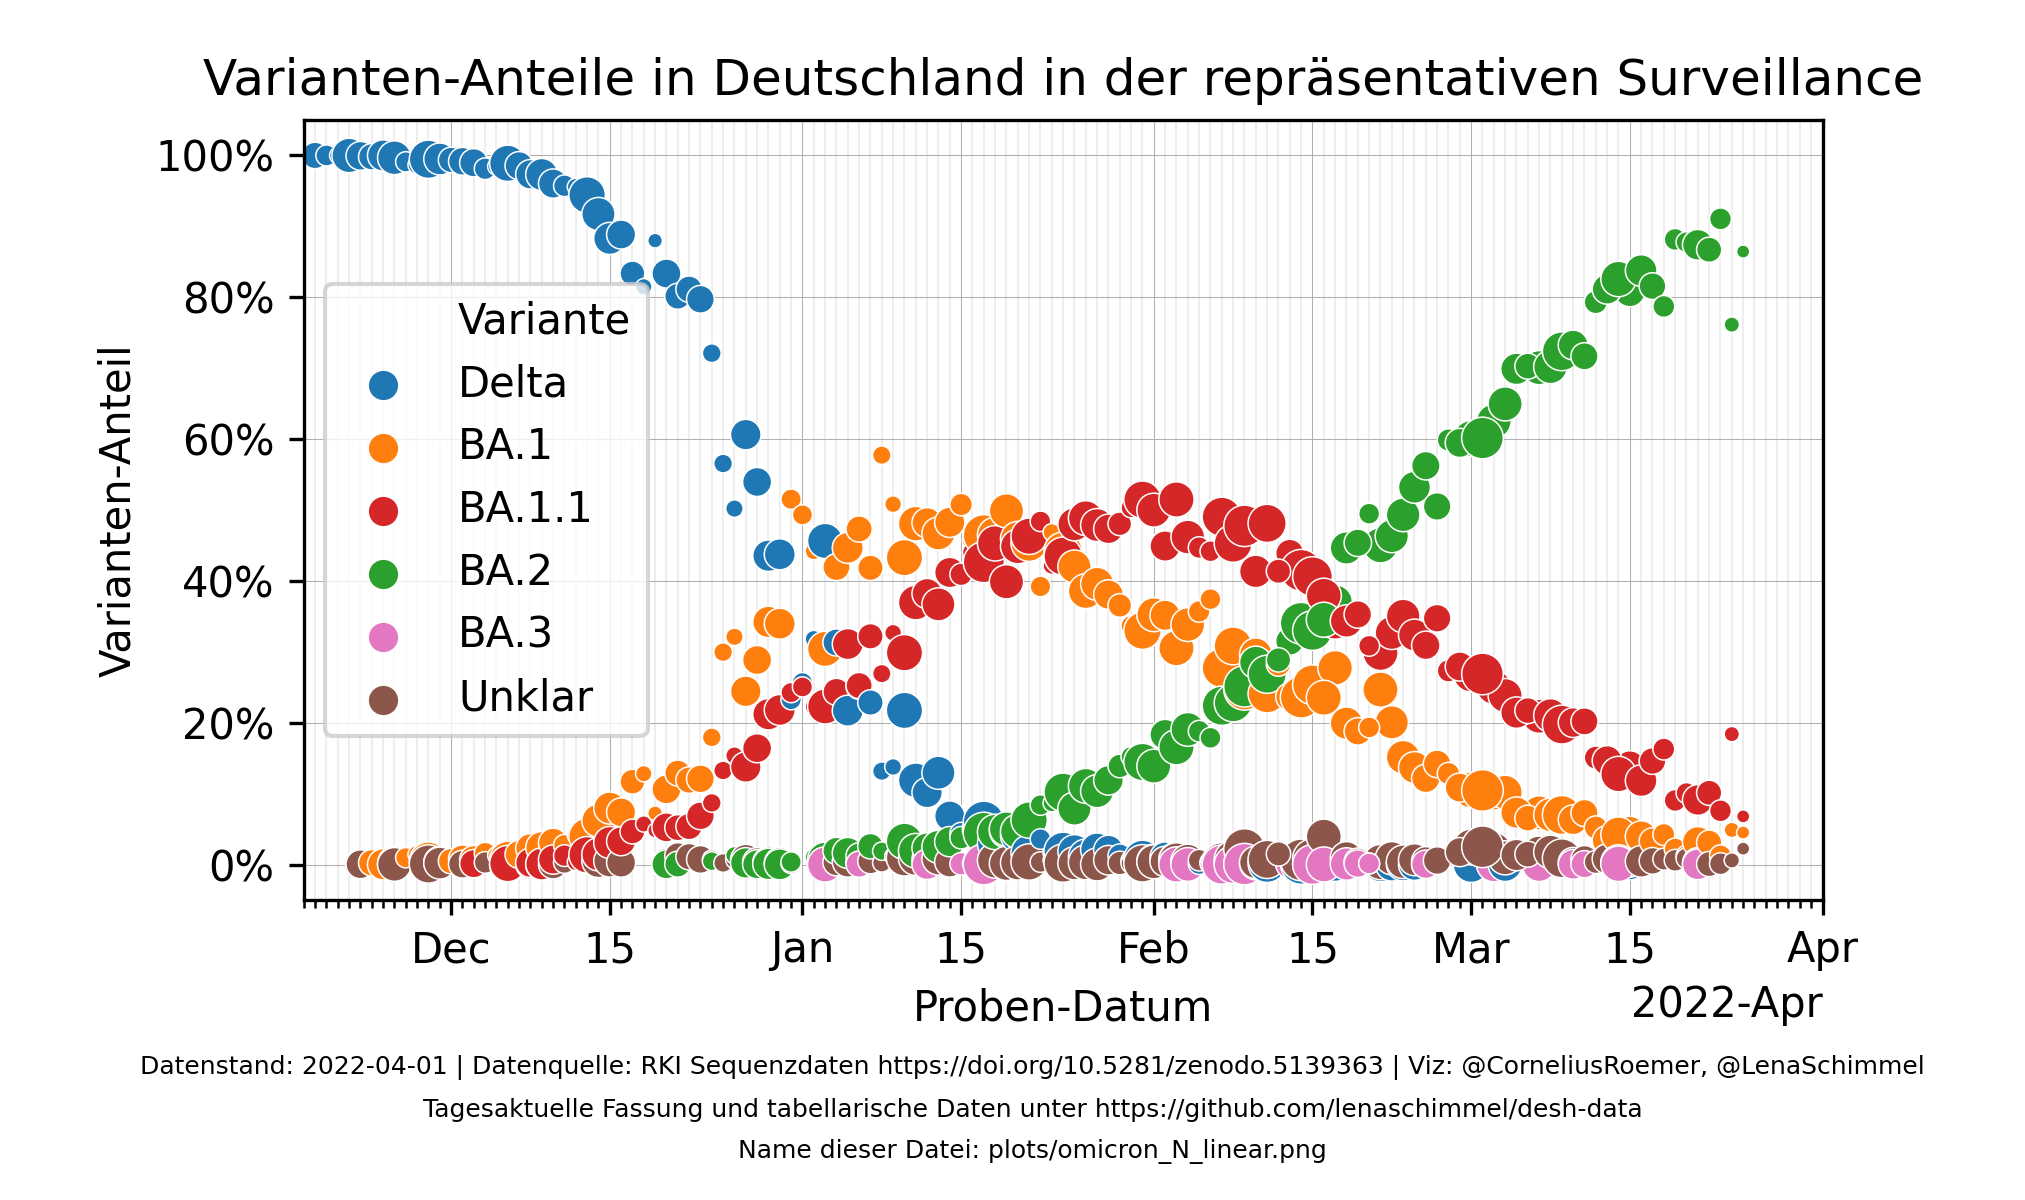 Varianten-Anteile in Deutschland in der repräsentativen Surveillance
Varianten-Anteil
100%
80%
60%
40%
20%
0%
Variante
Delta
BA.1
BA.1.1
BA.2
BA.3
Unklar
Dec 15 Jan 15 Feb 15 Mar 15 Apr
Proben-Datum
2022-Apr
Datenstand: 2022-04-01 | Datenquelle: RKI Sequenzdaten https://doi.org/10.5281/zenodo.5139363 | Viz: @CorneliusRoemer, @LenaSchimmel
Tagesaktuelle Fassung und tabellarische Daten unter https://github.com/lenaschimmel/desh-data
Name dieser Datei: plots/omicron_N_linear.png